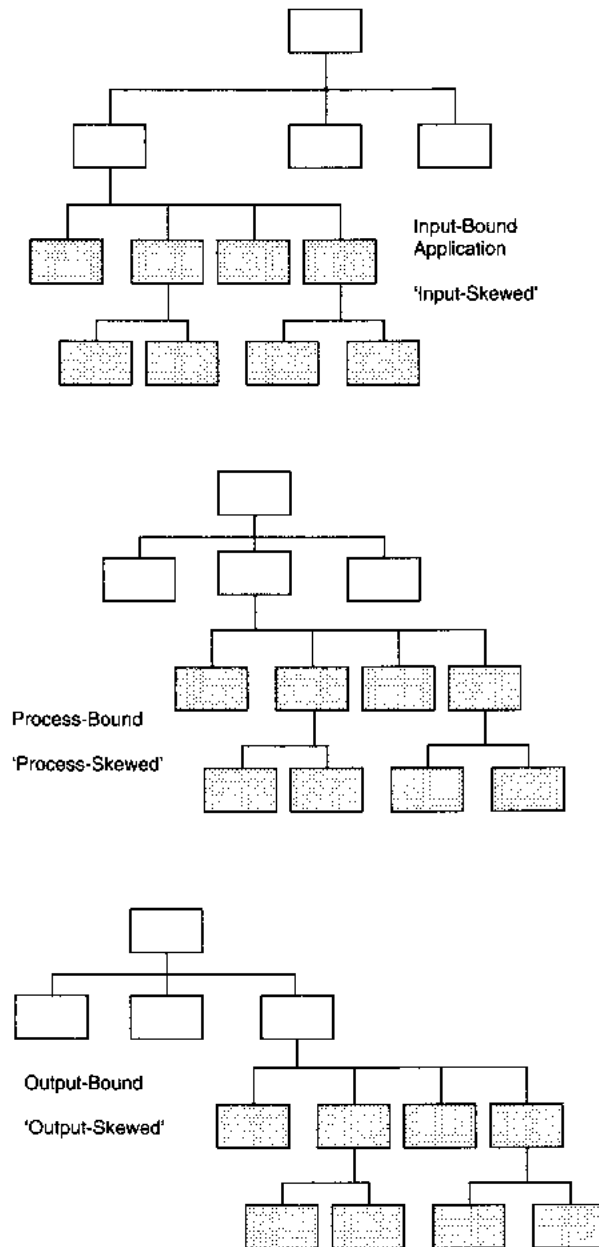 Input-Bound
Application
'Input-Skewed'
Process-Bound
'Process-Skewed'
Output-Bound
'Output-Skewed'